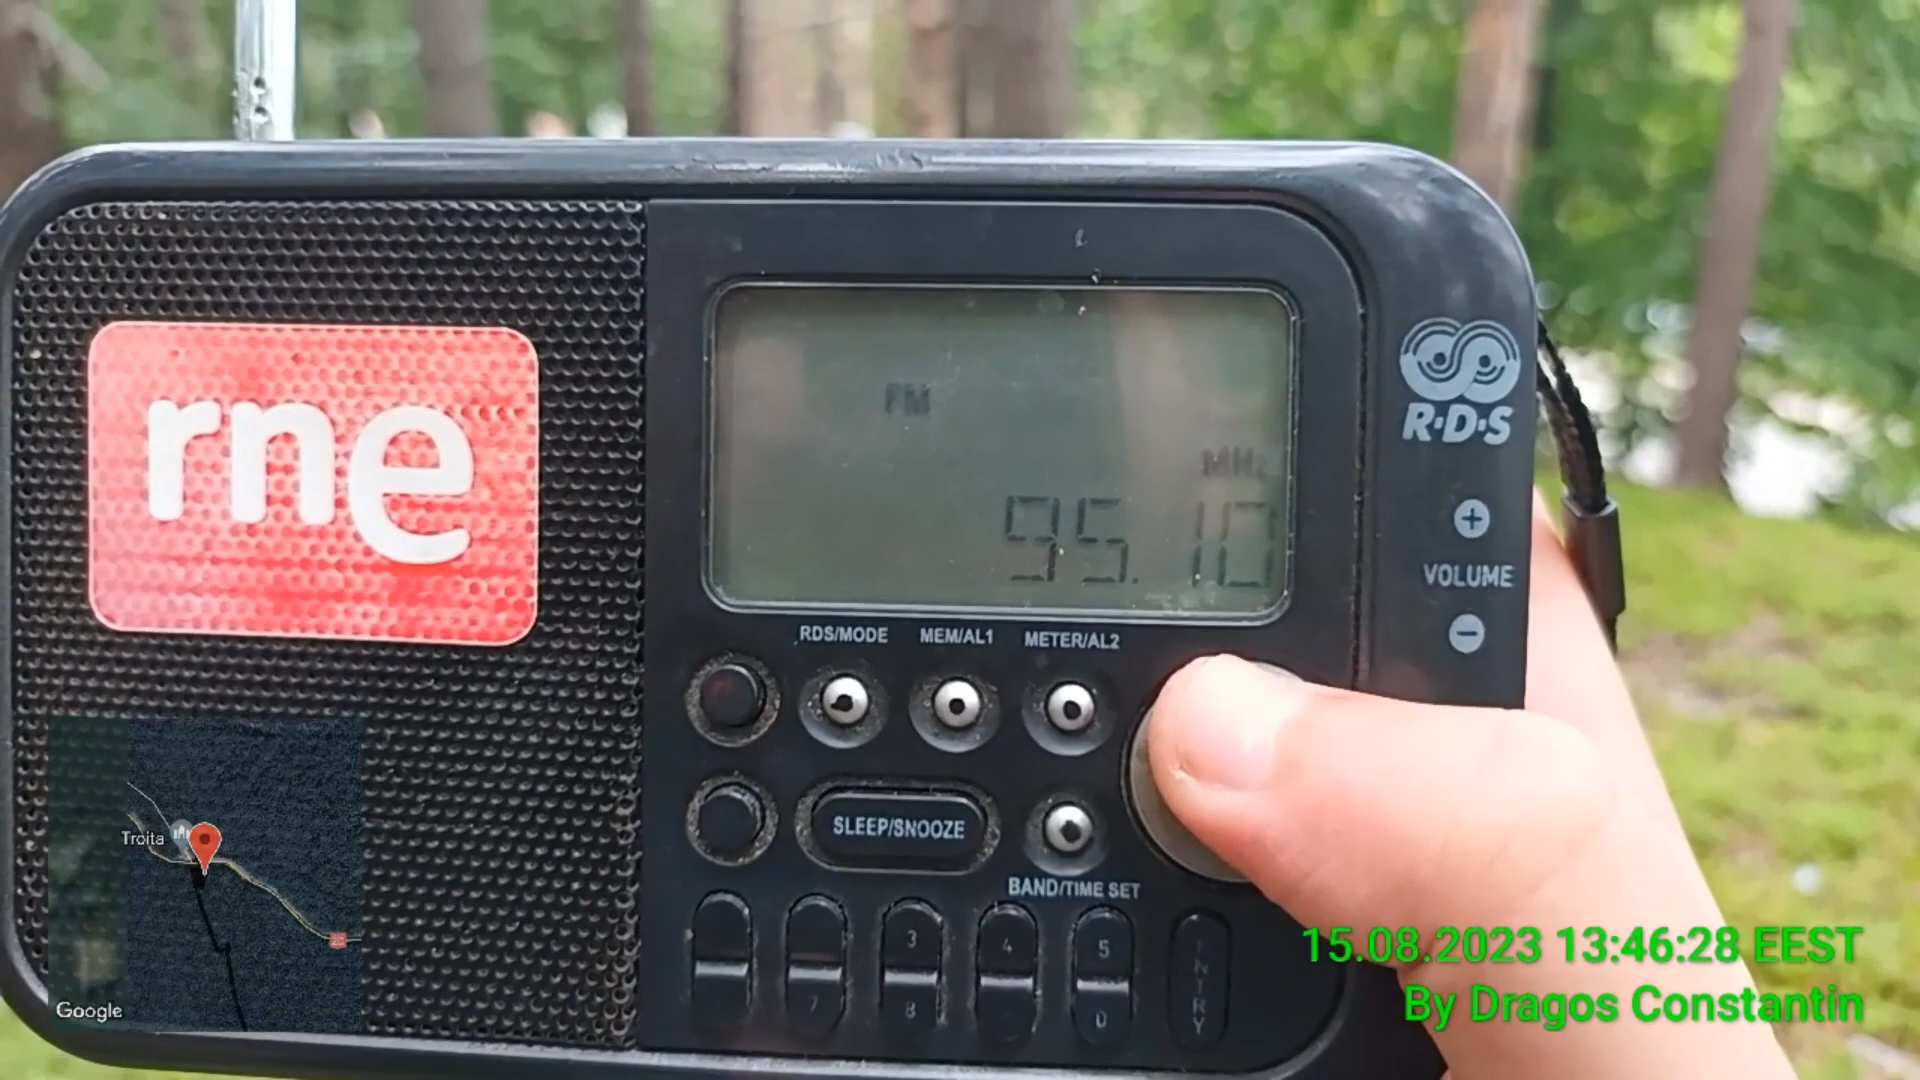 rne
FM
MHz
95.10
R·D·S
+
VOLUME
-
RDS/MODE MEM/AL1 METER/AL2
SLEEP/SNOOZE
BAND/TIME SET
3 4 5
7 8 0
ENTRY
Troita
20
Google
15.08.2023 13:46:28 EEST
By Dragos Constantin